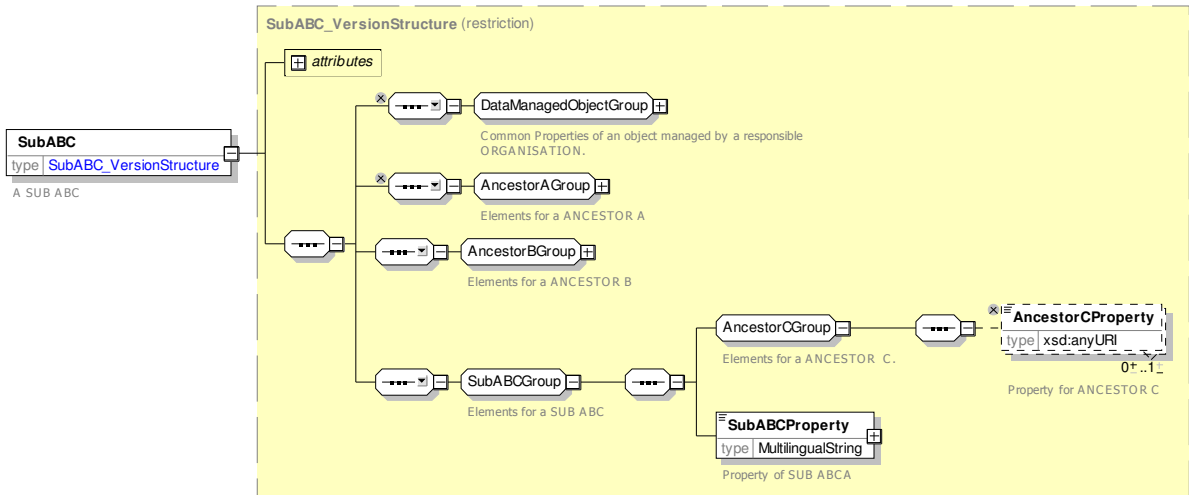 SubABC_VersionStructure (restriction)
attributes
DataManagedObjectGroup
Common Properties of an object managed by a responsible
ORGANISATION.
SubABC
type SubABC_VersionStructure
A SUB ABC
AncestorAGroup
Elements for a ANCESTOR A
AncestorBGroup
Elements for a ANCESTOR B
AncestorCGroup
Elements for a ANCESTOR C.
AncestorCProperty
type xsd:anyURI
0..1
Property for ANCESTOR C
SubABCGroup
Elements for a SUB ABC
SubABCProperty
type MultilingualString
Property of SUB ABCA